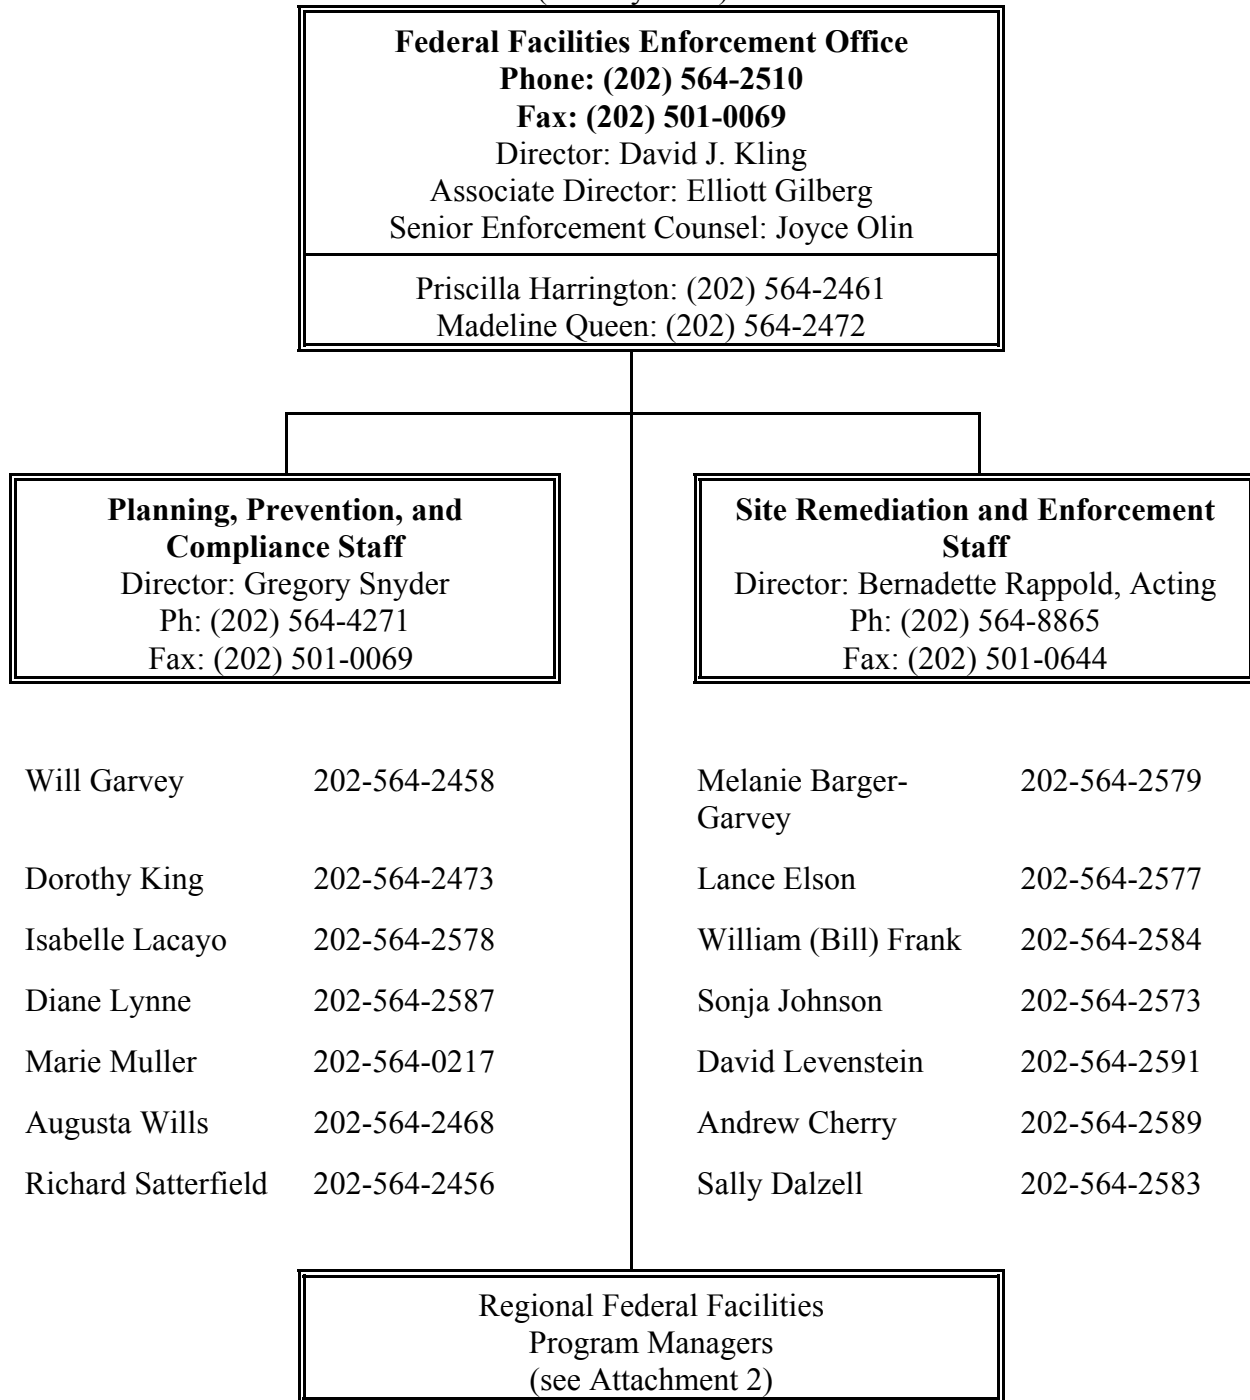 Federal Facilities Enforcement Office
Phone: (202) 564-2510
Fax: (202) 501-0069
Director: David J. Kling
Associate Director: Elliott Gilberg
Senior Enforcement Counsel: Joyce Olin
Priscilla Harrington: (202) 564-2461
Madeline Queen: (202) 564-2472
Planning, Prevention, and
Compliance Staff
Director: Gregory Snyder
Ph: (202) 564-4271
Fax: (202) 501-0069
Site Remediation and Enforcement
Staff
Director: Bernadette Rappold, Acting
Ph: (202) 564-8865
Fax: (202) 501-0644
Will Garvey 202-564-2458
Dorothy King 202-564-2473
Isabelle Lacayo 202-564-2578
Diane Lynne 202-564-2587
Marie Muller 202-564-0217
Augusta Wills 202-564-2468
Richard Satterfield 202-564-2456
Melanie Barger- 202-564-2579
Garvey
Lance Elson 202-564-2577
William (Bill) Frank 202-564-2584
Sonja Johnson 202-564-2573
David Levenstein 202-564-2591
Andrew Cherry 202-564-2589
Sally Dalzell 202-564-2583
Regional Federal Facilities
Program Managers
(see Attachment 2)